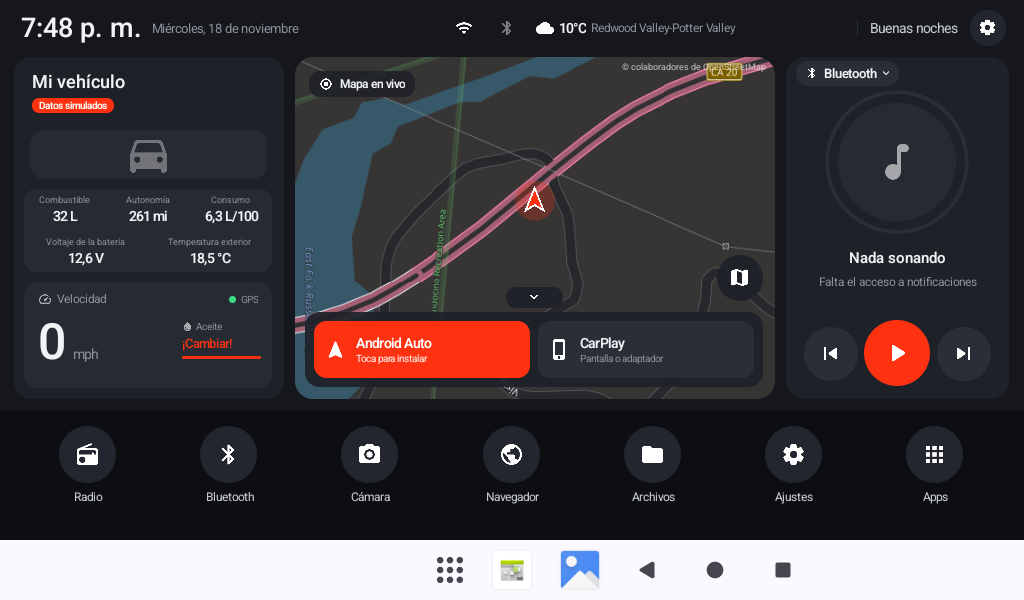 7:48 p. m.
Miércoles, 18 de noviembre
10°C
Redwood Valley-Potter Valley
Buenas noches
Mi vehículo
Datos simulados
Combustible
Autonomía
Consumo
32 L
261 mi
6,3 L/100
Voltaje de la batería
Temperatura exterior
12,6 V
18,5 °C
Velocidad
GPS
0 mph
Aceite
¡Cambiar!
Mapa en vivo
© colaboradores de OpenStreetMap
CA 20
Recreation Area
East Fork
Android Auto
Toca para instalar
CarPlay
Pantalla o adaptador
Bluetooth
Nada sonando
Falta el acceso a notificaciones
Radio
Bluetooth
Cámara
Navegador
Archivos
Ajustes
Apps